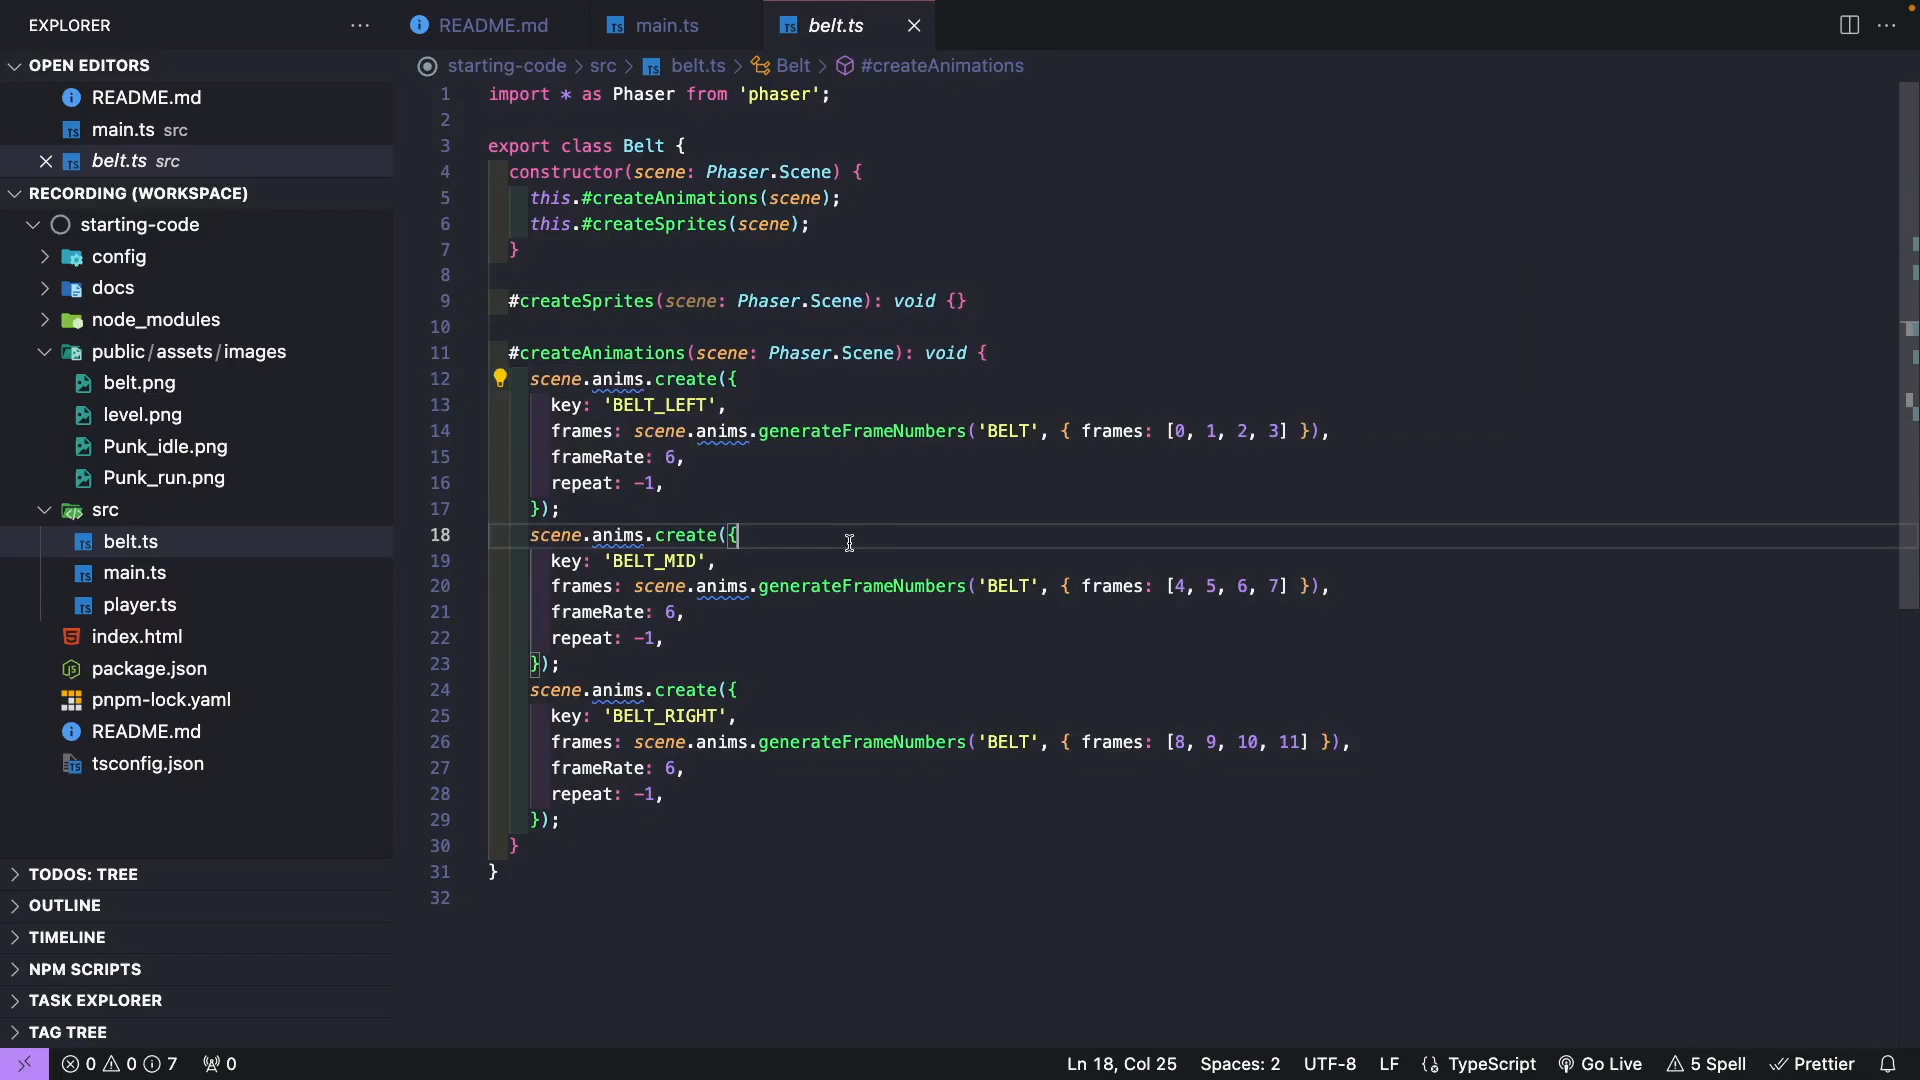 EXPLORER
README.md
main.ts
belt.ts
OPEN EDITORS
README.md
main.ts src
belt.ts src
RECORDING (WORKSPACE)
starting-code
config
docs
node_modules
public/assets/images
belt.png
level.png
Punk_idle.png
Punk_run.png
src
belt.ts
main.ts
player.ts
index.html
package.json
pnpm-lock.yaml
README.md
tsconfig.json
TODOS: TREE
OUTLINE
TIMELINE
NPM SCRIPTS
TASK EXPLORER
TAG TREE
starting-code > src > belt.ts > Belt > #createAnimations
1 import * as Phaser from 'phaser';
2
3 export class Belt {
4 constructor(scene: Phaser.Scene) {
5 this.#createAnimations(scene);
6 this.#createSprites(scene);
7 }
8
9 #createSprites(scene: Phaser.Scene): void {}
10
11 #createAnimations(scene: Phaser.Scene): void {
12 scene.anims.create({
13 key: 'BELT_LEFT',
14 frames: scene.anims.generateFrameNumbers('BELT', { frames: [0, 1, 2, 3] }),
15 frameRate: 6,
16 repeat: -1,
17 });
18 scene.anims.create({
19 key: 'BELT_MID',
20 frames: scene.anims.generateFrameNumbers('BELT', { frames: [4, 5, 6, 7] }),
21 frameRate: 6,
22 repeat: -1,
23 });
24 scene.anims.create({
25 key: 'BELT_RIGHT',
26 frames: scene.anims.generateFrameNumbers('BELT', { frames: [8, 9, 10, 11] }),
27 frameRate: 6,
28 repeat: -1,
29 });
30 }
31 }
32
0 0 7 0 Ln 18, Col 25 Spaces: 2 UTF-8 LF {} TypeScript Go Live 5 Spell Prettier